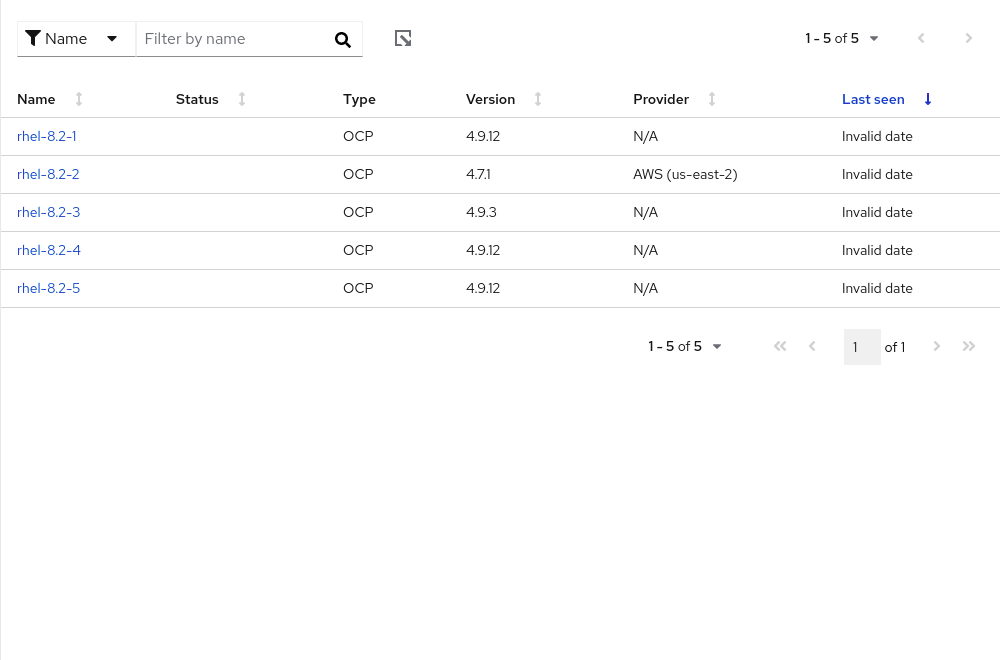 Name Filter by name 1 - 5 of 5
Name Status Type Version Provider Last seen
rhel-8.2-1 OCP 4.9.12 N/A Invalid date
rhel-8.2-2 OCP 4.7.1 AWS (us-east-2) Invalid date
rhel-8.2-3 OCP 4.9.3 N/A Invalid date
rhel-8.2-4 OCP 4.9.12 N/A Invalid date
rhel-8.2-5 OCP 4.9.12 N/A Invalid date
1 - 5 of 5 1 of 1